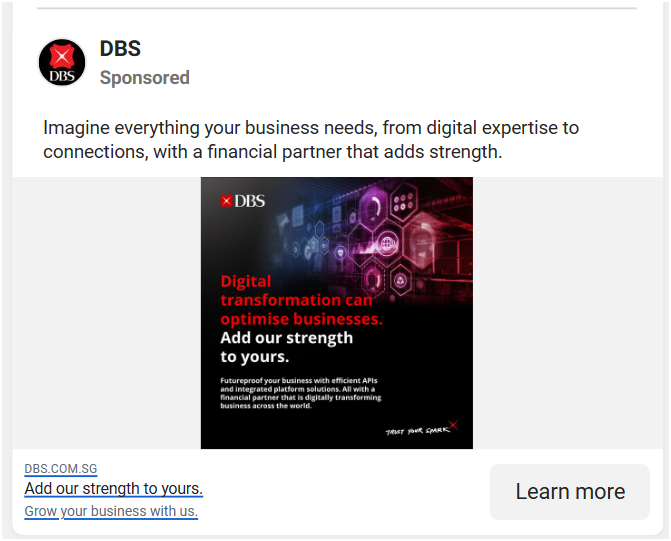 DBS
DBS
Sponsored
Imagine everything your business needs, from digital expertise to
connections, with a financial partner that adds strength.
DBS
Digital
transformation can
optimise businesses.
Add our strength
to yours.
Futureproof your business with efficient APIs
and integrated platform solutions. All with a
financial partner that is digitally transforming
business across the world.
TRUST YOUR SPARK
DBS.COM.SG
Add our strength to yours.
Grow your business with us.
Learn more